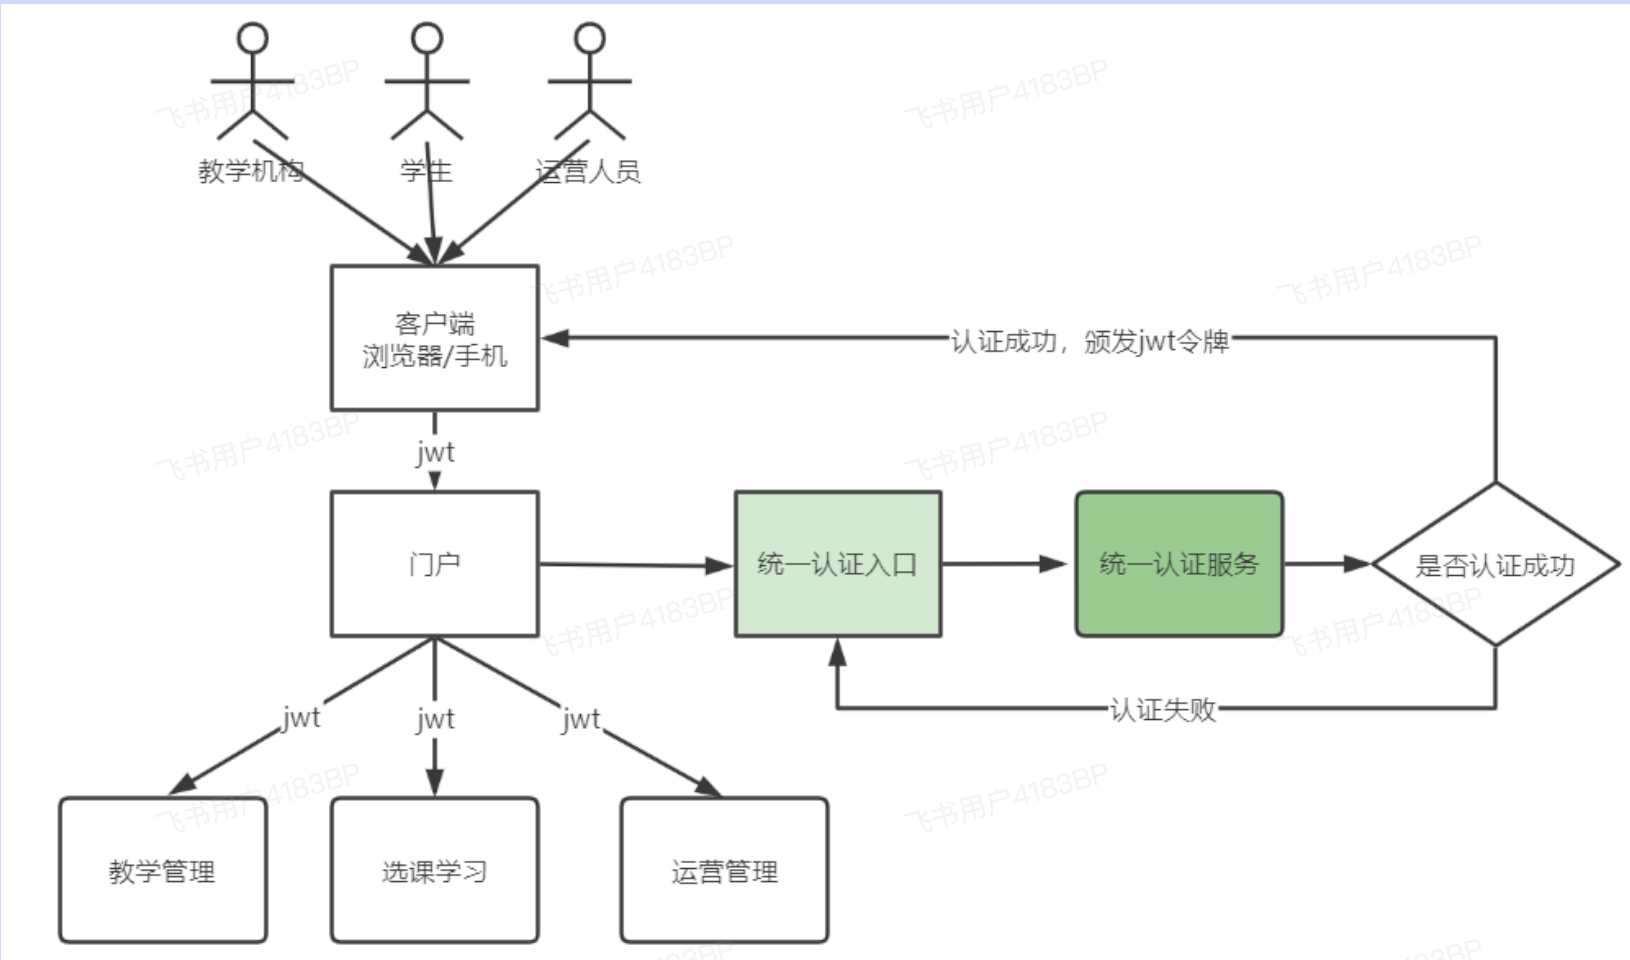 飞书用户4183BP
飞书用户4183BP
教学机构
学生
运营人员
飞书用户4183BP
飞书用户4183BP
客户端
浏览器/手机
认证成功，颁发jwt令牌
飞书用户4183BP
飞书用户4183BP
jwt
门户
统一认证入口
统一认证服务
是否认证成功
飞书用户4183BP
飞书用户4183BP
jwt
jwt
jwt
认证失败
飞书用户4183BP
飞书用户4183BP
教学管理
选课学习
运营管理